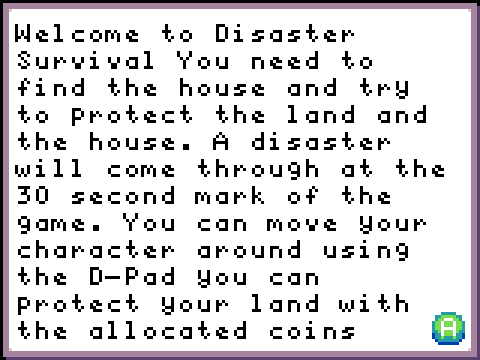 Welcome to Disaster
Survival You need to
find the house and try
to protect the land and
the house. A disaster
will come through at the
30 second mark of the
game. You can move your
character around using
the D-Pad you can
protect your land with
the allocated coins
A